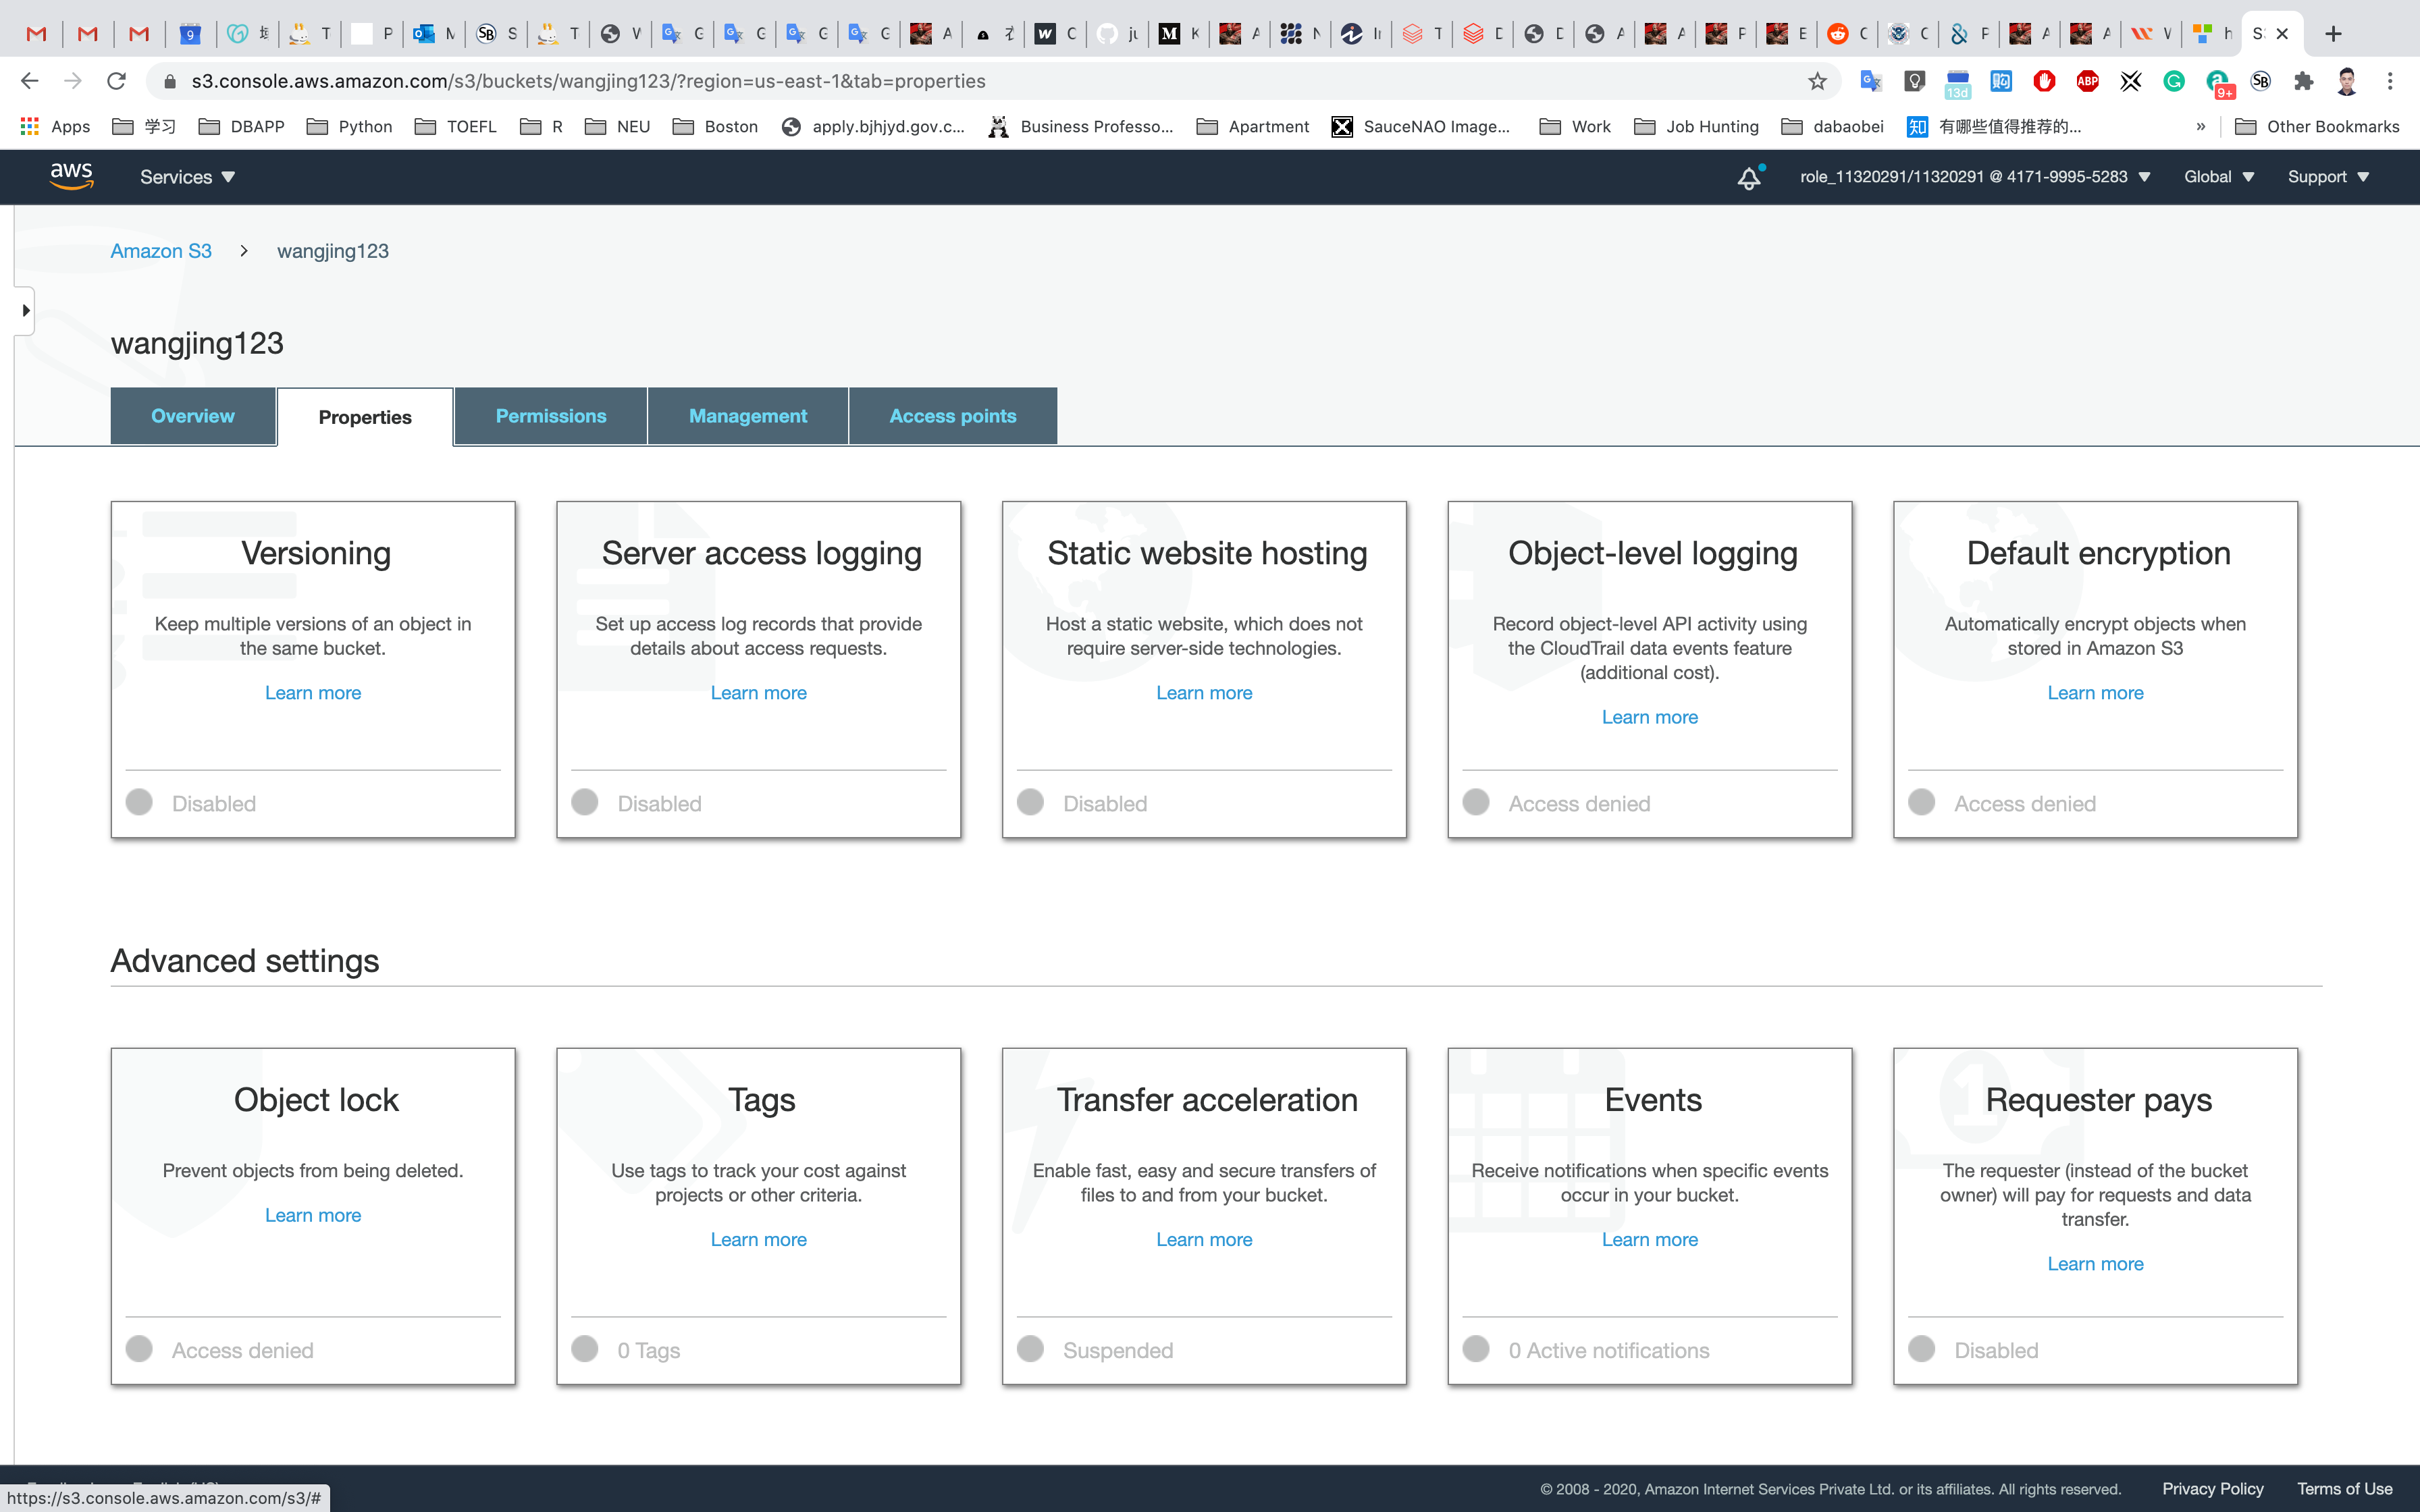 s3.console.aws.amazon.com/s3/buckets/wangjing123/?region=us-east-1&tab=properties
13d
ABP
9+
Apps 学习 DBAPP Python TOEFL R NEU Boston apply.bjhjyd.gov.c... Business Professo... Apartment SauceNAO Image... Work Job Hunting dabaobei 有哪些值得推荐的... » Other Bookmarks
aws Services role_11320291/11320291 @ 4171-9995-5283 Global Support
Amazon S3 > wangjing123
wangjing123
Overview Properties Permissions Management Access points
Versioning
Keep multiple versions of an object in
the same bucket.
Learn more
Disabled
Server access logging
Set up access log records that provide
details about access requests.
Learn more
Disabled
Static website hosting
Host a static website, which does not
require server-side technologies.
Learn more
Disabled
Object-level logging
Record object-level API activity using
the CloudTrail data events feature
(additional cost).
Learn more
Access denied
Default encryption
Automatically encrypt objects when
stored in Amazon S3
Learn more
Access denied
Advanced settings
Object lock
Prevent objects from being deleted.
Learn more
Access denied
Tags
Use tags to track your cost against
projects or other criteria.
Learn more
0 Tags
Transfer acceleration
Enable fast, easy and secure transfers of
files to and from your bucket.
Learn more
Suspended
Events
Receive notifications when specific events
occur in your bucket.
Learn more
0 Active notifications
Requester pays
The requester (instead of the bucket
owner) will pay for requests and data
transfer.
Learn more
Disabled
© 2008 - 2020, Amazon Internet Services Private Ltd. or its affiliates. All rights reserved. Privacy Policy Terms of Use
https://s3.console.aws.amazon.com/s3/#